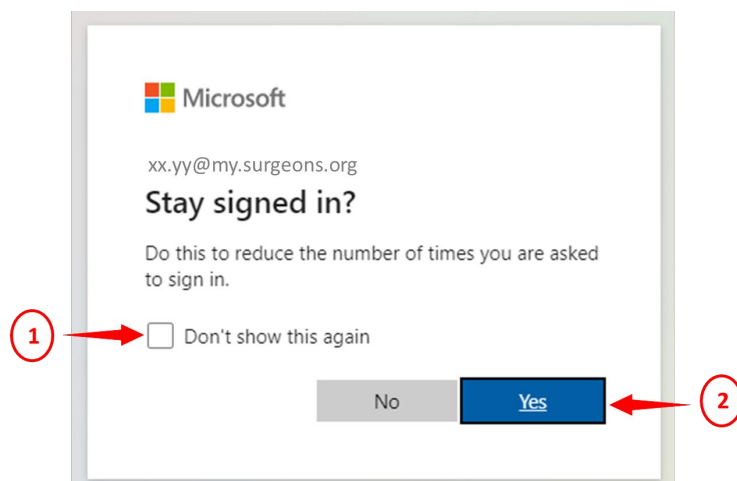 Microsoft
xx.yy@my.surgeons.org
Stay signed in?
Do this to reduce the number of times you are asked
to sign in.
1
Don't show this again
No
Yes
2